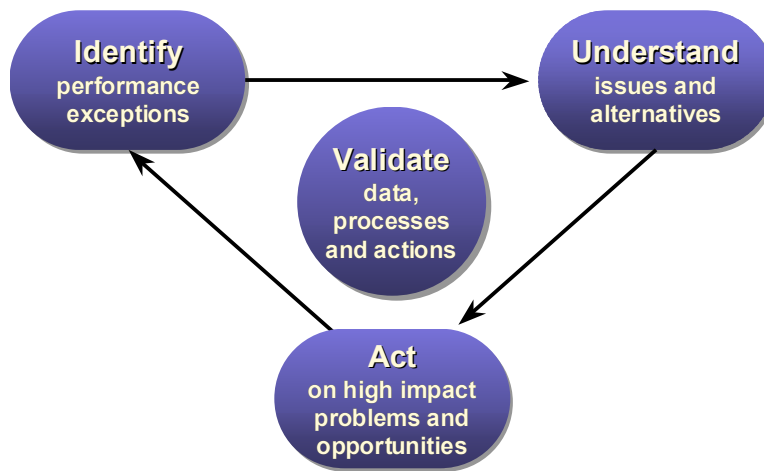 Identify
performance
exceptions
Understand
issues and
alternatives
Validate
data,
processes
and actions
Act
on high impact
problems and
opportunities